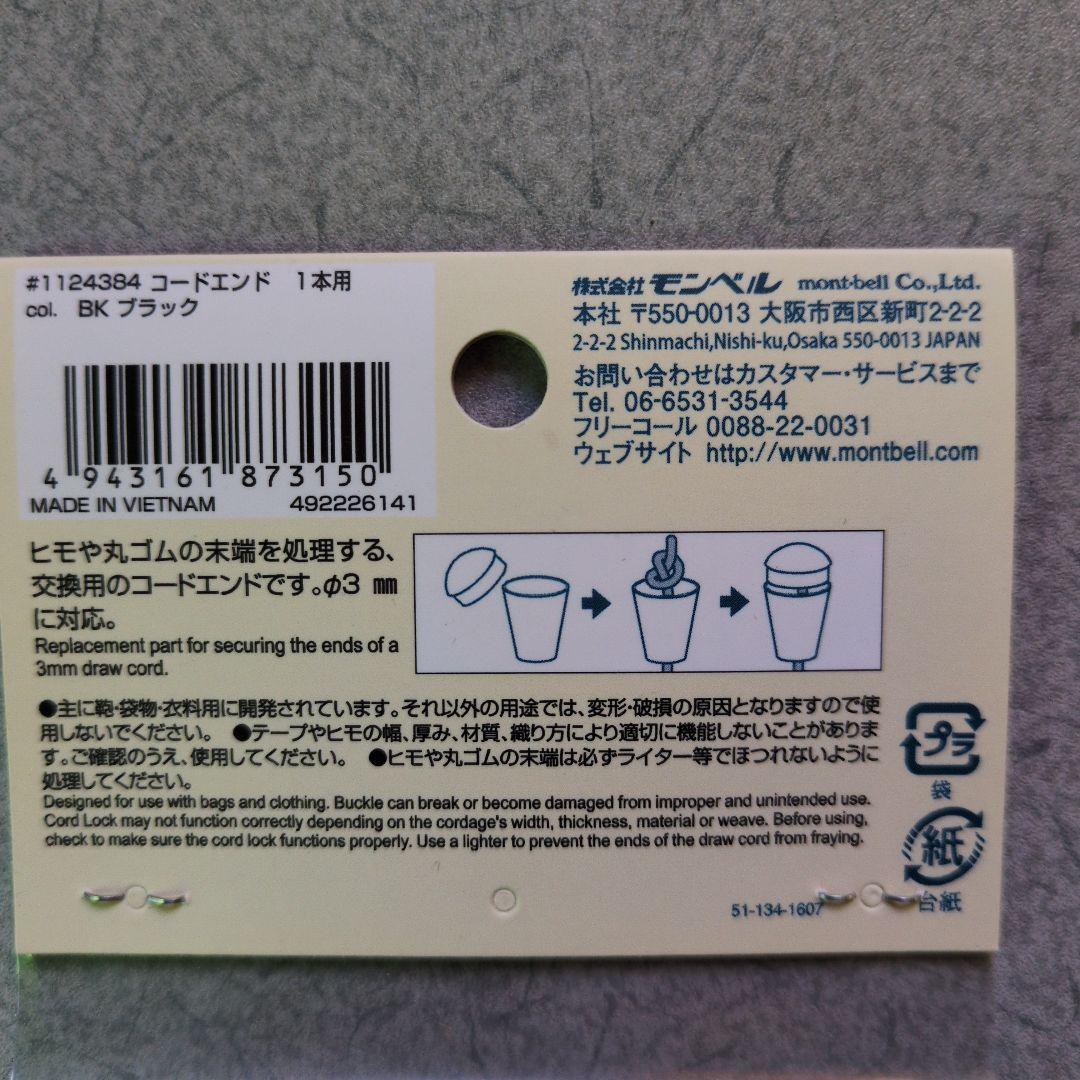 #1124384 コードエンド　1本用
col.　BK ブラック
4 943161 873150
MADE IN VIETNAM　492226141
株式会社 モンベル mont-bell Co.,Ltd.
本社 〒550-0013 大阪市西区新町2-2-2
2-2-2 Shinmachi,Nishi-ku,Osaka 550-0013 JAPAN
お問い合わせはカスタマー・サービスまで
Tel. 06-6531-3544
フリーコール 0088-22-0031
ウェブサイト http://www.montbell.com
ヒモや丸ゴムの末端を処理する、
交換用のコードエンドです。φ3 ㎜
に対応。
Replacement part for securing the ends of a
3mm draw cord.
●主に鞄・袋物・衣料用に開発されています。それ以外の用途では、変形・破損の原因となりますので使
用しないでください。 ●テープやヒモの幅、厚み、材質、織り方により適切に機能しないことがありま
す。ご確認のうえ、使用してください。 ●ヒモや丸ゴムの末端は必ずライター等でほつれないように
処理してください。
Designed for use with bags and clothing. Buckle can break or become damaged from improper and unintended use.
Cord Lock may not function correctly depending on the cordage's width, thickness, material or weave. Before using,
check to make sure the cord lock functions properly. Use a lighter to prevent the ends of the draw cord from fraying.
プラ
袋
紙
台紙
51-134-1607